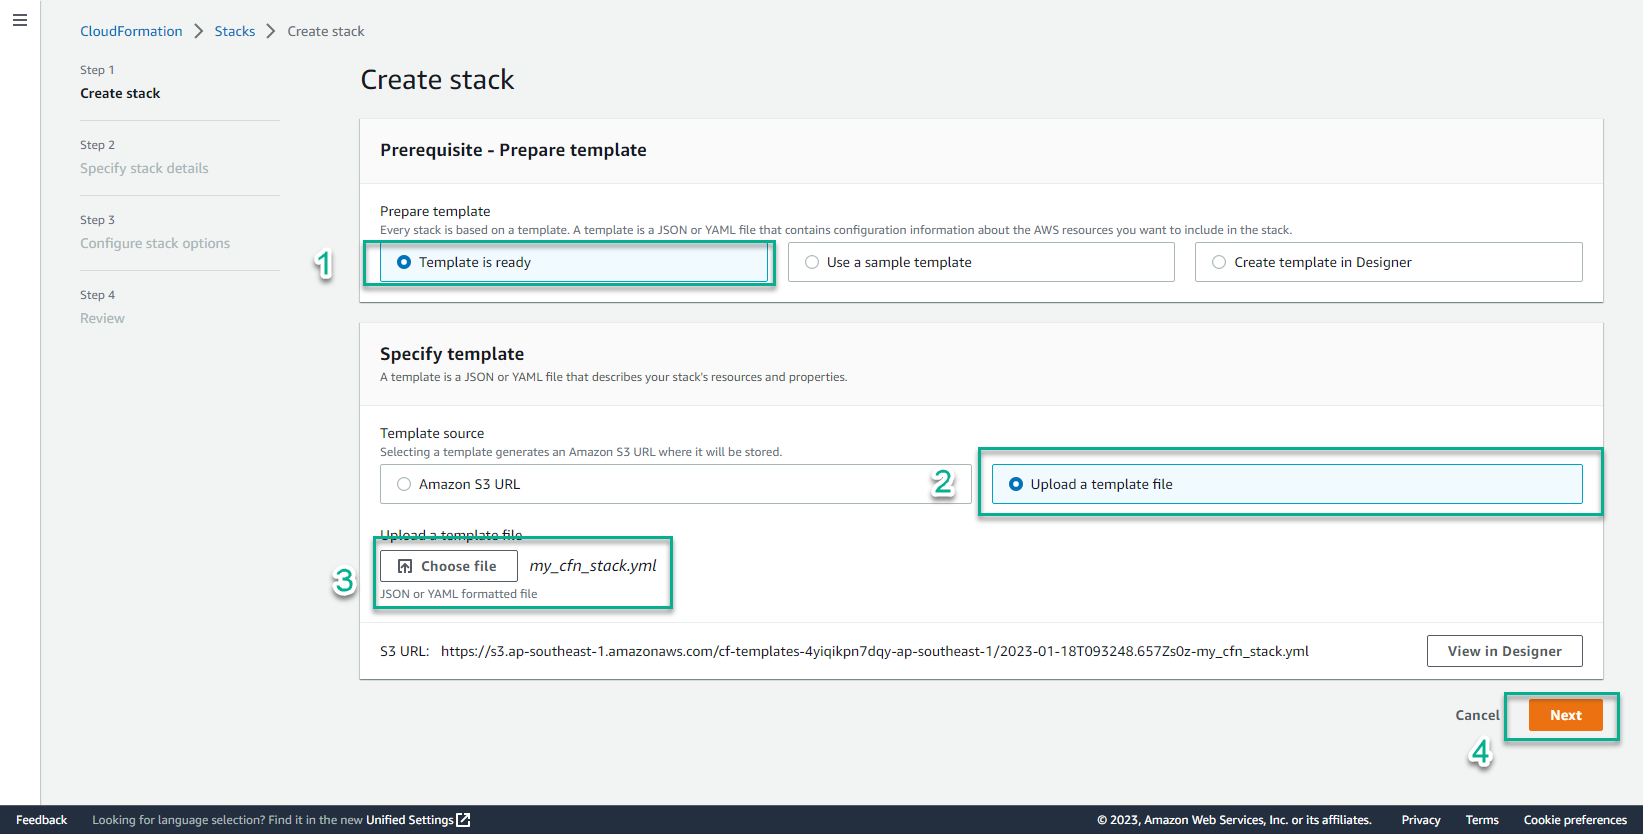 CloudFormation > Stacks > Create stack
Step 1
Create stack
Step 2
Specify stack details
Step 3
Configure stack options
Step 4
Review
Create stack
Prerequisite - Prepare template
Prepare template
Every stack is based on a template. A template is a JSON or YAML file that contains configuration information about the AWS resources you want to include in the stack.
1
Template is ready
Use a sample template
Create template in Designer
Specify template
A template is a JSON or YAML file that describes your stack's resources and properties.
Template source
Selecting a template generates an Amazon S3 URL where it will be stored.
Amazon S3 URL
2
Upload a template file
Upload a template file
3
Choose file
my_cfn_stack.yml
JSON or YAML formatted file
S3 URL: https://s3.ap-southeast-1.amazonaws.com/cf-templates-4yiqikpn7dqy-ap-southeast-1/2023-01-18T093248.657Zs0z-my_cfn_stack.yml
View in Designer
Cancel
Next
4
Feedback
Looking for language selection? Find it in the new Unified Settings
© 2023, Amazon Web Services, Inc. or its affiliates.
Privacy
Terms
Cookie preferences